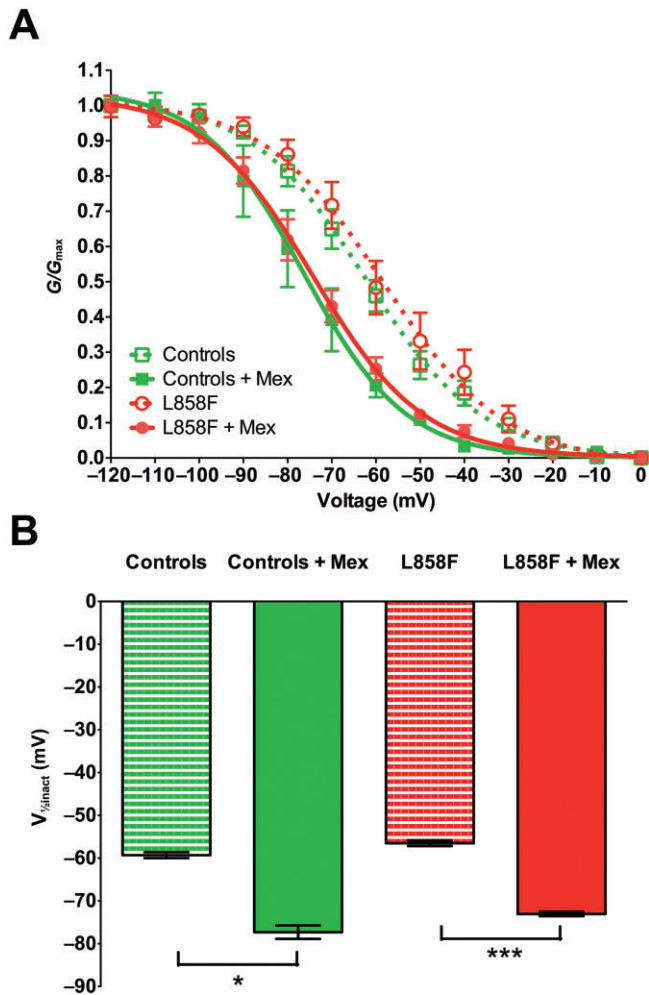 A
1.1
1.0
0.9
0.8
0.7
0.6
0.5
0.4
0.3
0.2
0.1
0.0
G/Gmax
Controls
Controls + Mex
L858F
L858F + Mex
–120 –110 –100 –90 –80 –70 –60 –50 –40 –30 –20 –10 0
Voltage (mV)
B
Controls Controls + Mex L858F L858F + Mex
0
–10
–20
–30
–40
–50
–60
–70
–80
–90
V½inact (mV)
* ***